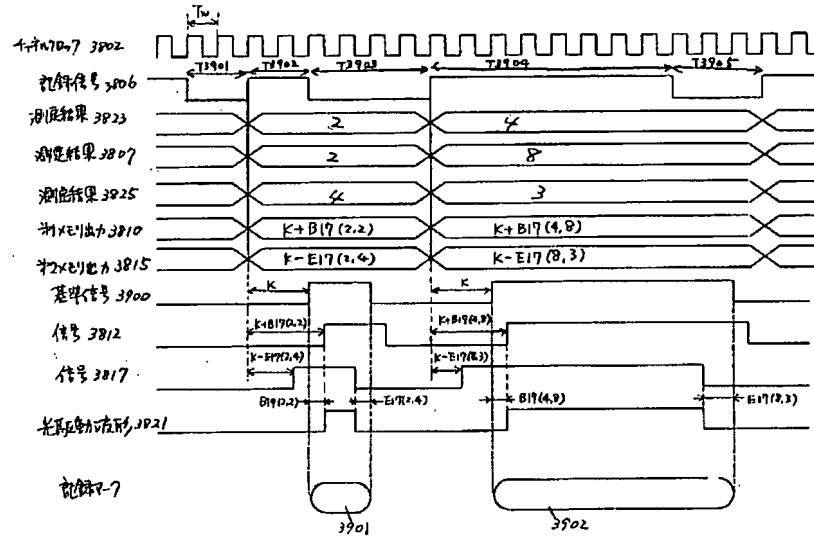 Tw
チャネルクロック 3802
T3901 T3902 T3903 T3904 T3905
記録信号 3806
測定結果 3823 2 4
測定結果 3807 2 8
測定結果 3825 4 3
第1メモリ出力 3810 K+B17(2,2) K+B17(4,8)
第2メモリ出力 3815 K-E17(2,4) K-E17(8,3)
基準信号 3900 K K
信号 3812 K+B17(2,2) K+B17(4,8)
信号 3817 K-E17(2,4) K-E17(8,3)
B17(2,2) E17(2,4) B17(4,8) E17(8,3)
光駆動波形 3821
記録マーク
3901 3902